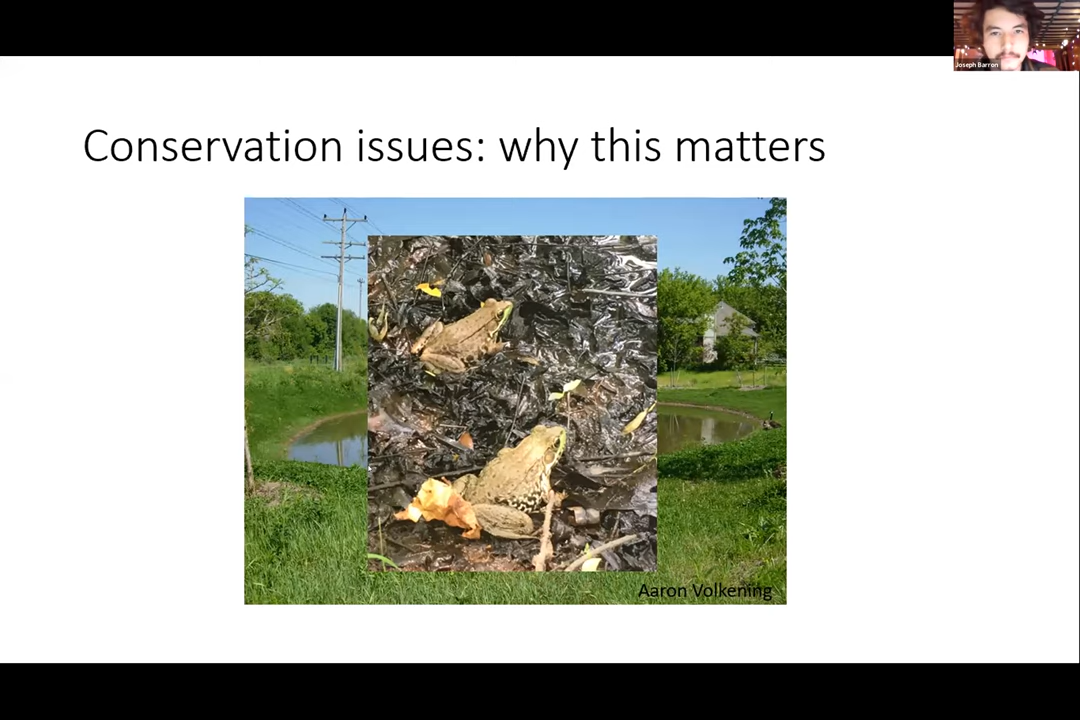 Joseph Barron
Conservation issues: why this matters
Aaron Volkening